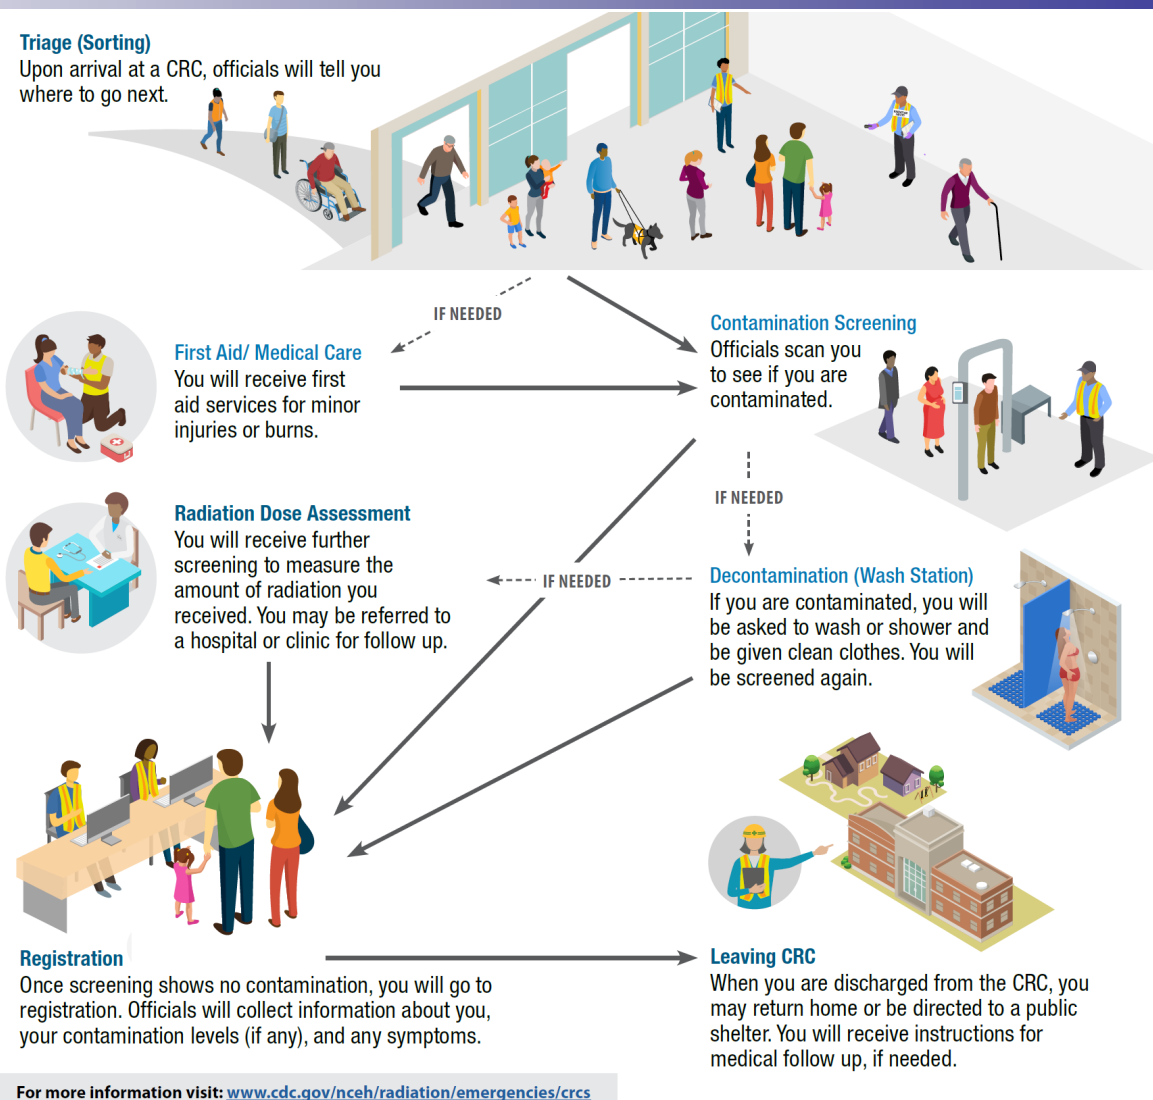 Triage (Sorting)
Upon arrival at a CRC, officials will tell you
where to go next.
IF NEEDED
First Aid/ Medical Care
You will receive first
aid services for minor
injuries or burns.
Contamination Screening
Officials scan you
to see if you are
contaminated.
IF NEEDED
Radiation Dose Assessment
You will receive further
screening to measure the
amount of radiation you
received. You may be referred to
a hospital or clinic for follow up.
IF NEEDED
Decontamination (Wash Station)
If you are contaminated, you will
be asked to wash or shower and
be given clean clothes. You will
be screened again.
Registration
Once screening shows no contamination, you will go to
registration. Officials will collect information about you,
your contamination levels (if any), and any symptoms.
Leaving CRC
When you are discharged from the CRC, you
may return home or be directed to a public
shelter. You will receive instructions for
medical follow up, if needed.
For more information visit: www.cdc.gov/nceh/radiation/emergencies/crcs